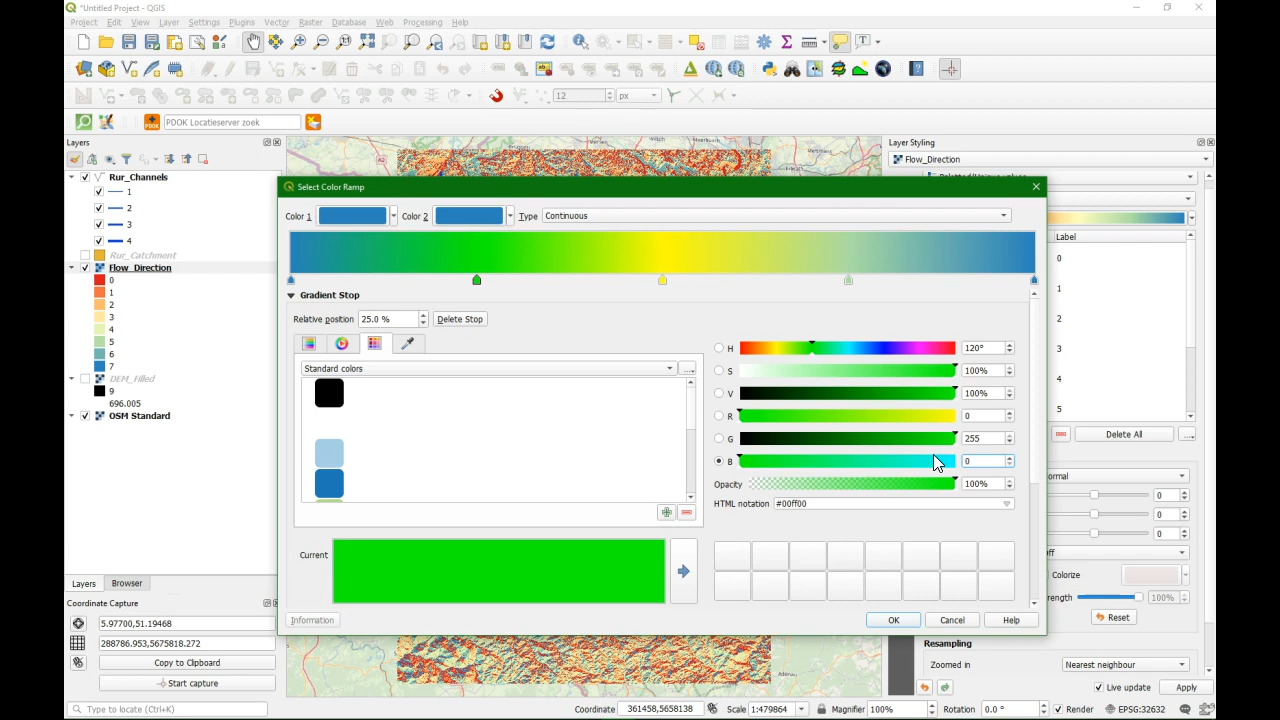 *Untitled Project - QGIS
Project Edit View Layer Settings Plugins Vector Raster Database Web Processing Help
12 px
PDOK PDOK Locatieserver zoek
Layers
Rur_Channels
1
2
3
4
Rur_Catchment
Flow_Direction
0
1
2
3
4
5
6
7
DEM_Filled
9
696.005
OSM Standard
Layers Browser
Coordinate Capture
5.97700,51.19468
288786.953,5675818.272
Copy to Clipboard
Start capture
Type to locate (Ctrl+K)
Select Color Ramp
Color 1 Color 2 Type Continuous
Gradient Stop
Relative position 25.0 % Delete Stop
Standard colors
H 120°
S 100%
V 100%
R 0
G 255
B 0
Opacity 100%
HTML notation #00ff00
Current
Information OK Cancel Help
Layer Styling
Flow_Direction
Label
0
1
2
3
4
5
Delete All ...
ormal
0
0
0
ff
Colorize
rength 100%
Reset
Resampling
Zoomed in Nearest neighbour
Live update Apply
Coordinate 361458,5658138 Scale 1:479864 Magnifier 100% Rotation 0.0 ° Render EPSG:32632